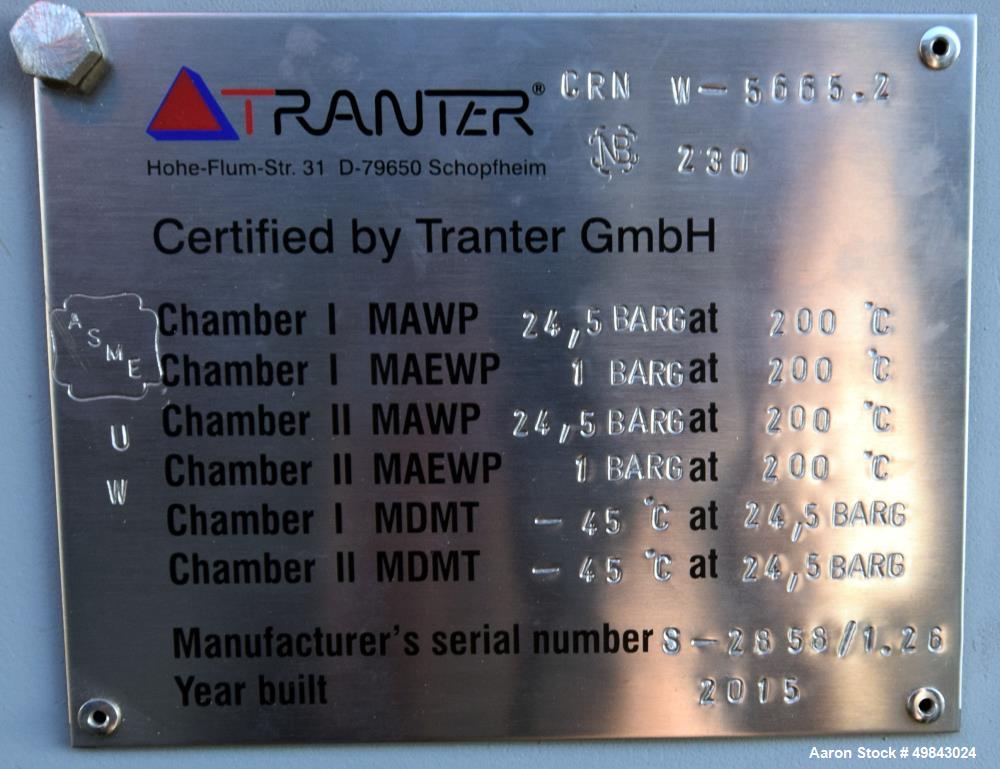 TRANTER® CRN W-5665.2
Hohe-Flum-Str. 31 D-79650 Schopfheim NB 230
Certified by Tranter GmbH
ASME
U
W
Chamber I MAWP 24,5 BARG at 200 °C
Chamber I MAEWP 1 BARG at 200 °C
Chamber II MAWP 24,5 BARG at 200 °C
Chamber II MAEWP 1 BARG at 200 °C
Chamber I MDMT -45 °C at 24,5 BARG
Chamber II MDMT -45 °C at 24,5 BARG
Manufacturer's serial number S-2858/1.26
Year built 2015
Aaron Stock # 49843024